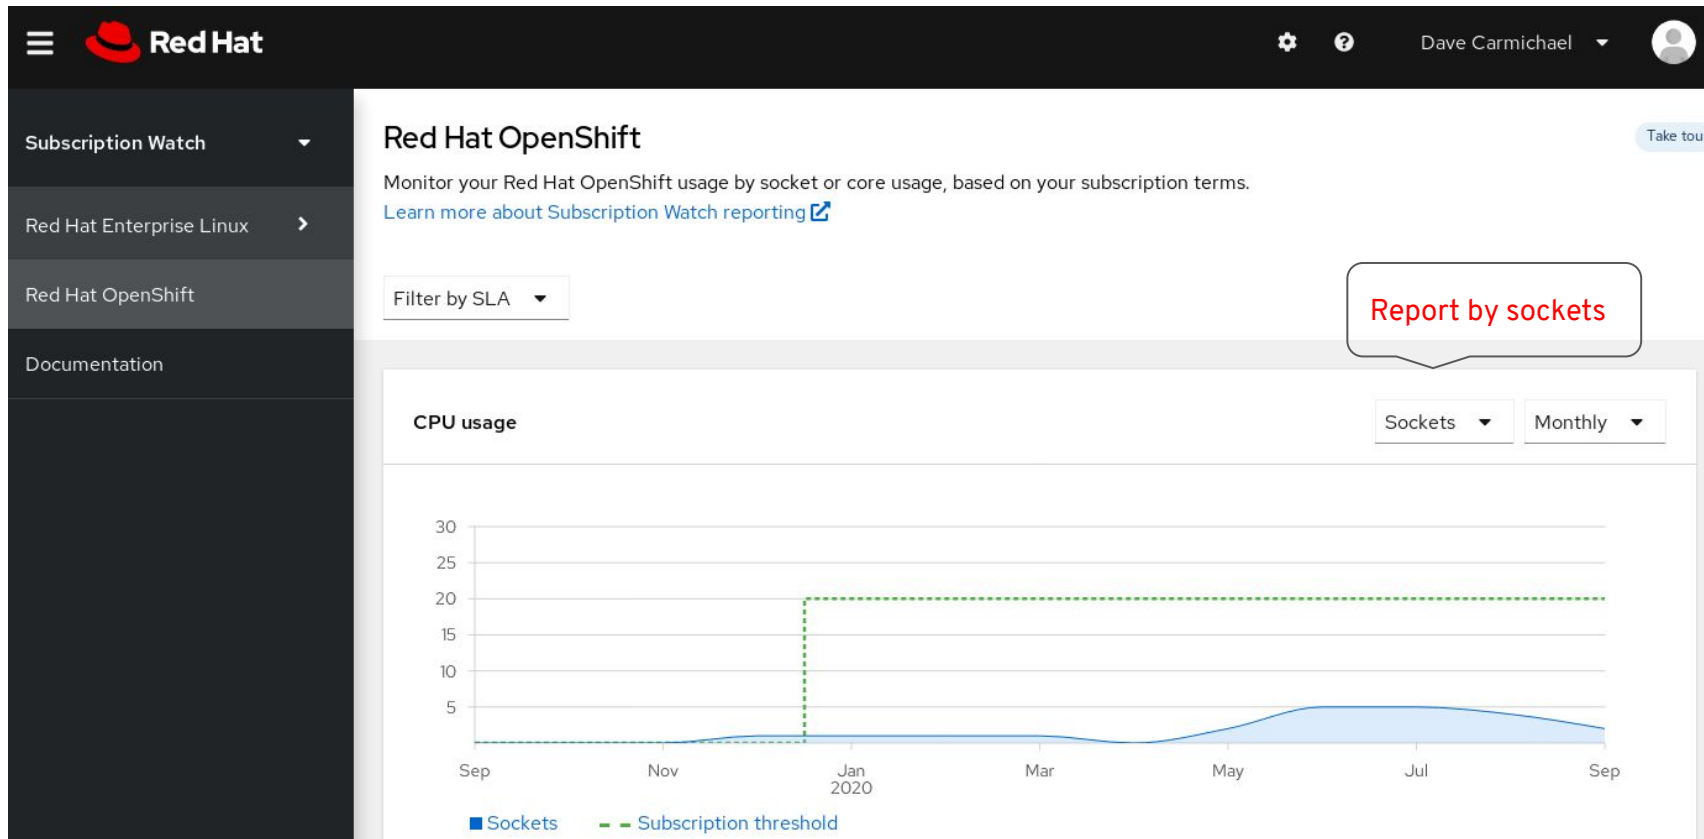 Red Hat
Dave Carmichael
Subscription Watch
Red Hat Enterprise Linux
Red Hat OpenShift
Documentation
Red Hat OpenShift
Take tou
Monitor your Red Hat OpenShift usage by socket or core usage, based on your subscription terms.
Learn more about Subscription Watch reporting
Filter by SLA
Report by sockets
CPU usage
Sockets
Monthly
30
25
20
15
10
5
Sep
Nov
Jan
2020
Mar
May
Jul
Sep
Sockets
Subscription threshold